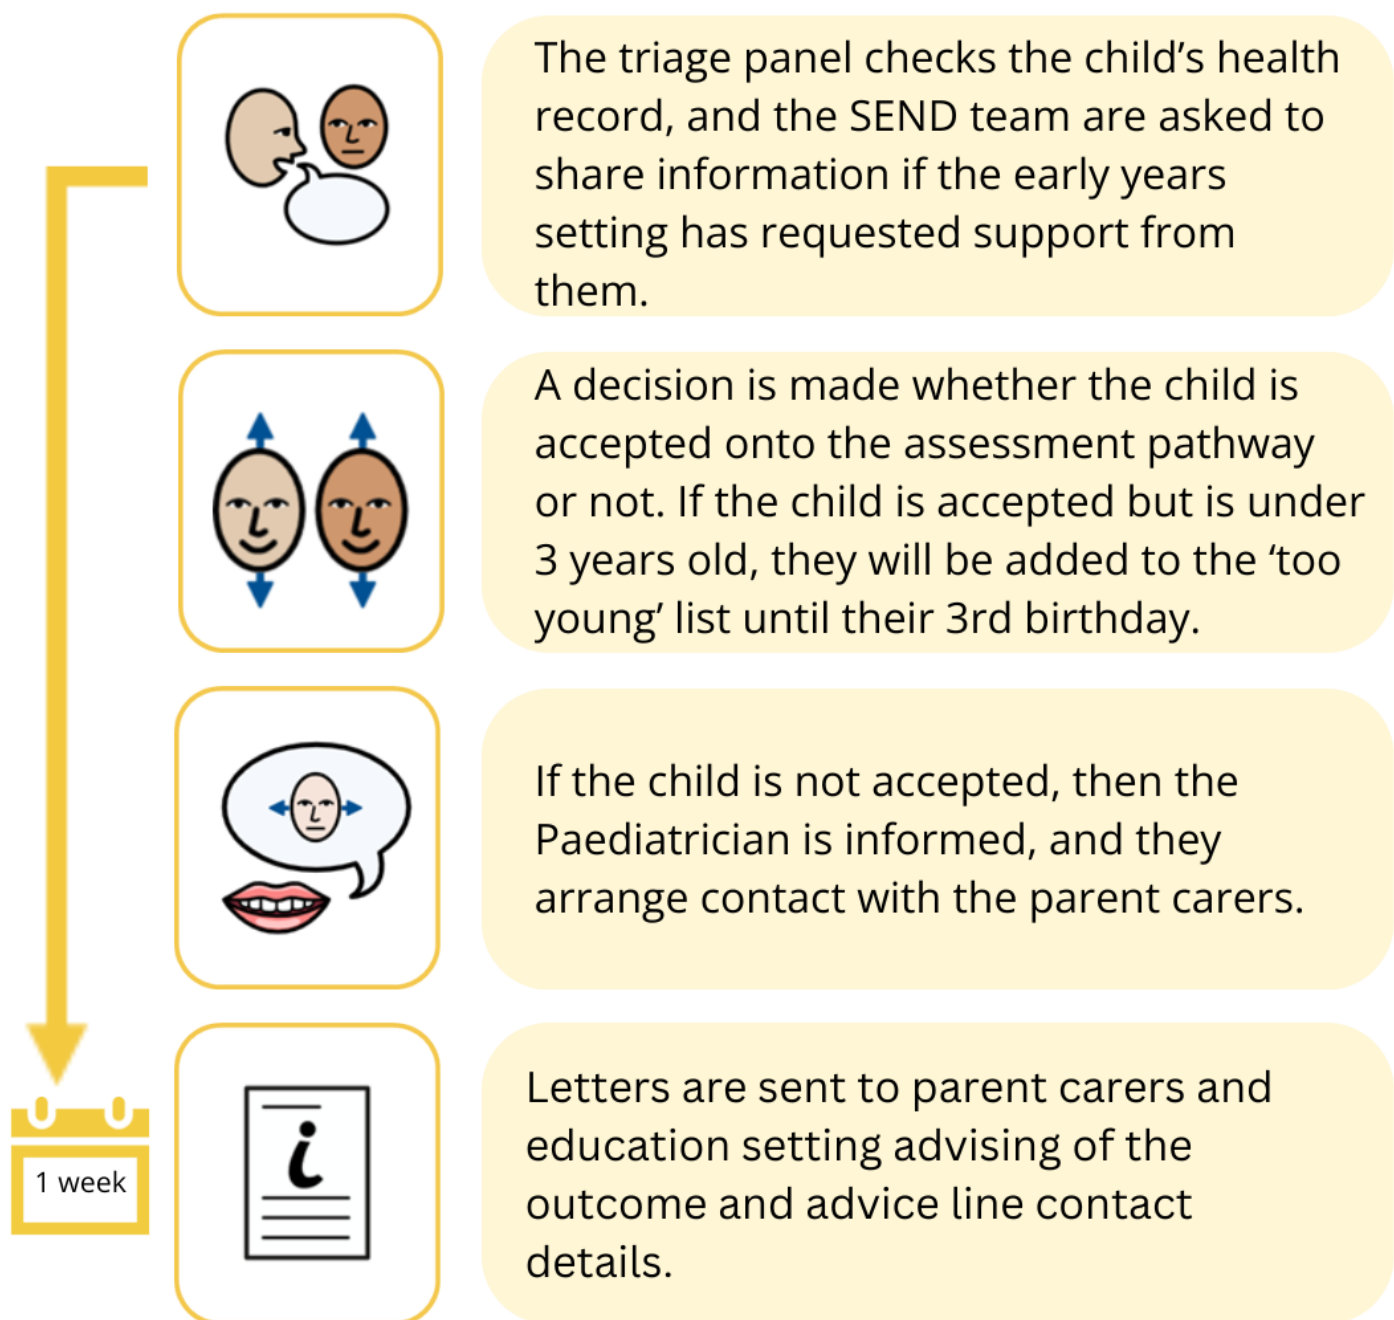 The triage panel checks the child’s health
record, and the SEND team are asked to
share information if the early years
setting has requested support from
them.
A decision is made whether the child is
accepted onto the assessment pathway
or not. If the child is accepted but is under
3 years old, they will be added to the ‘too
young’ list until their 3rd birthday.
If the child is not accepted, then the
Paediatrician is informed, and they
arrange contact with the parent carers.
1 week
i
Letters are sent to parent carers and
education setting advising of the
outcome and advice line contact
details.